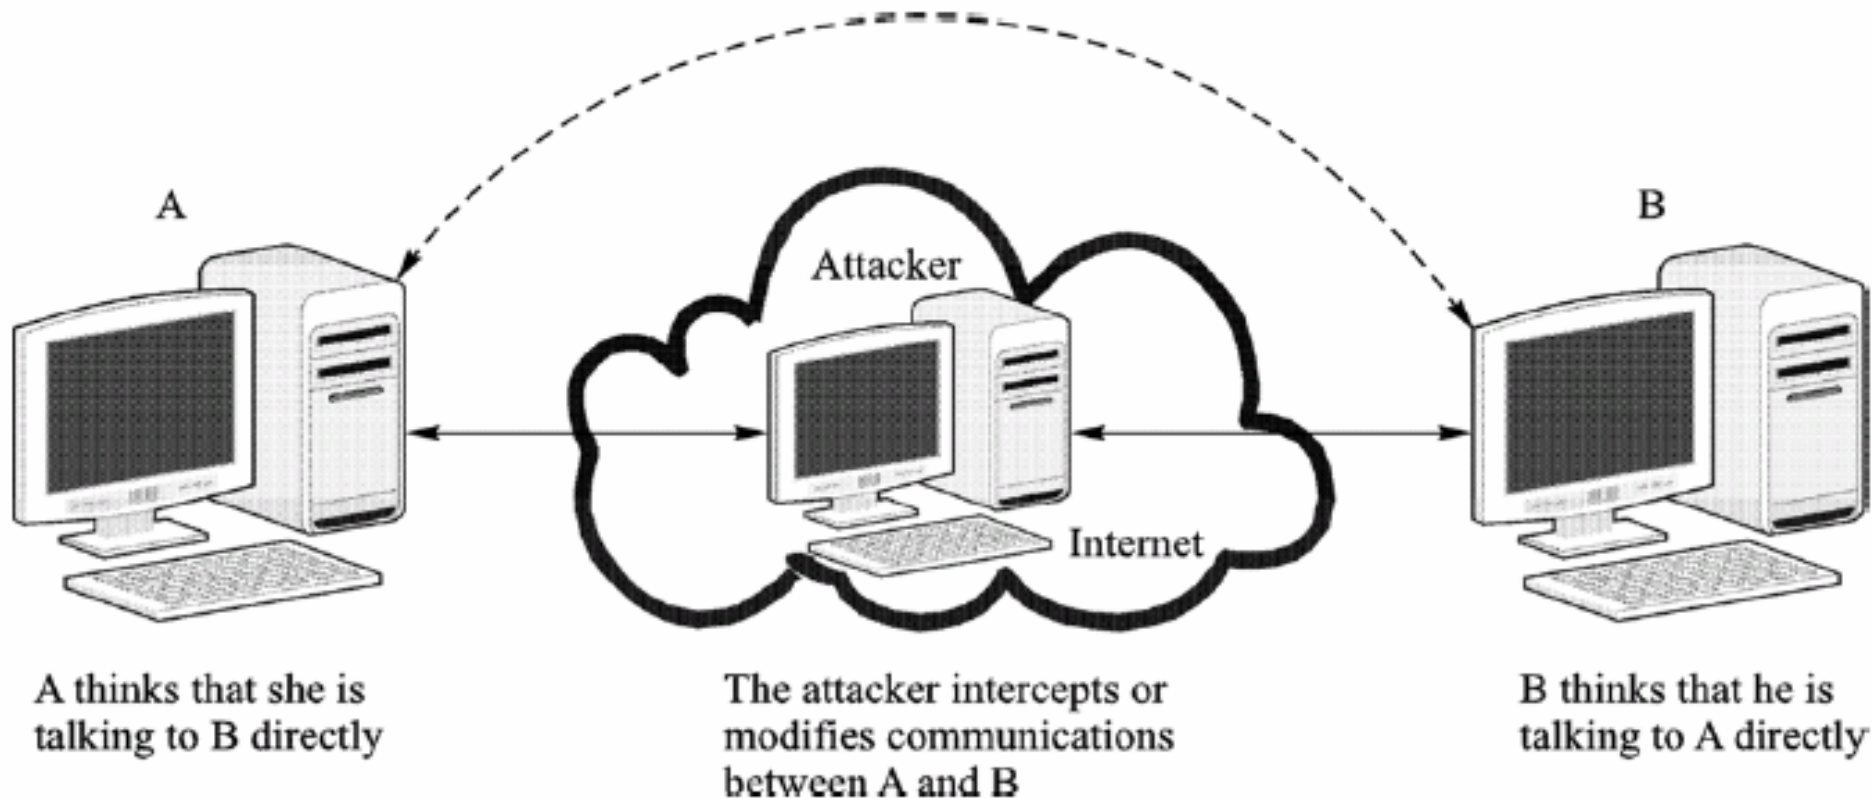 A
B
Attacker
Internet
A thinks that she is
talking to B directly
The attacker intercepts or
modifies communications
between A and B
B thinks that he is
talking to A directly